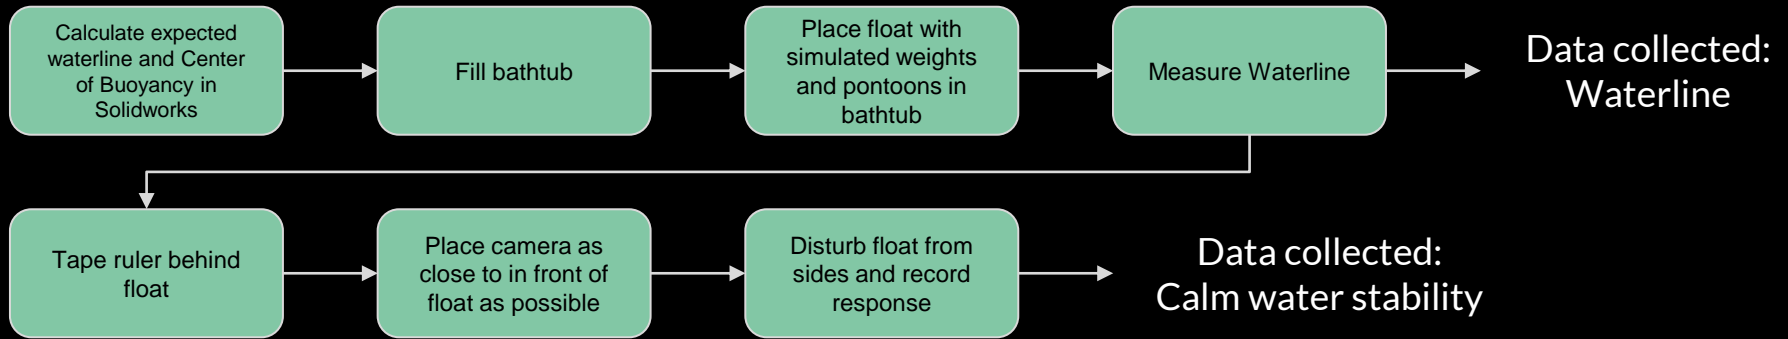 Calculate expected
waterline and Center
of Buoyancy in
Solidworks
Fill bathtub
Place float with
simulated weights
and pontoons in
bathtub
Measure Waterline
Data collected:
Waterline
Tape ruler behind
float
Place camera as
close to in front of
float as possible
Disturb float from
sides and record
response
Data collected:
Calm water stability